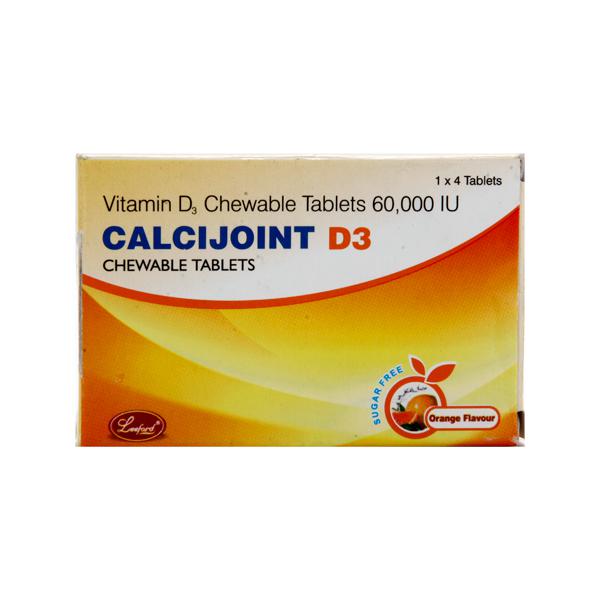 1 x 4 Tablets
Vitamin D₃ Chewable Tablets 60,000 IU
CALCIJOINT D3
CHEWABLE TABLETS
SUGAR FREE
Orange Flavour
Leeford®